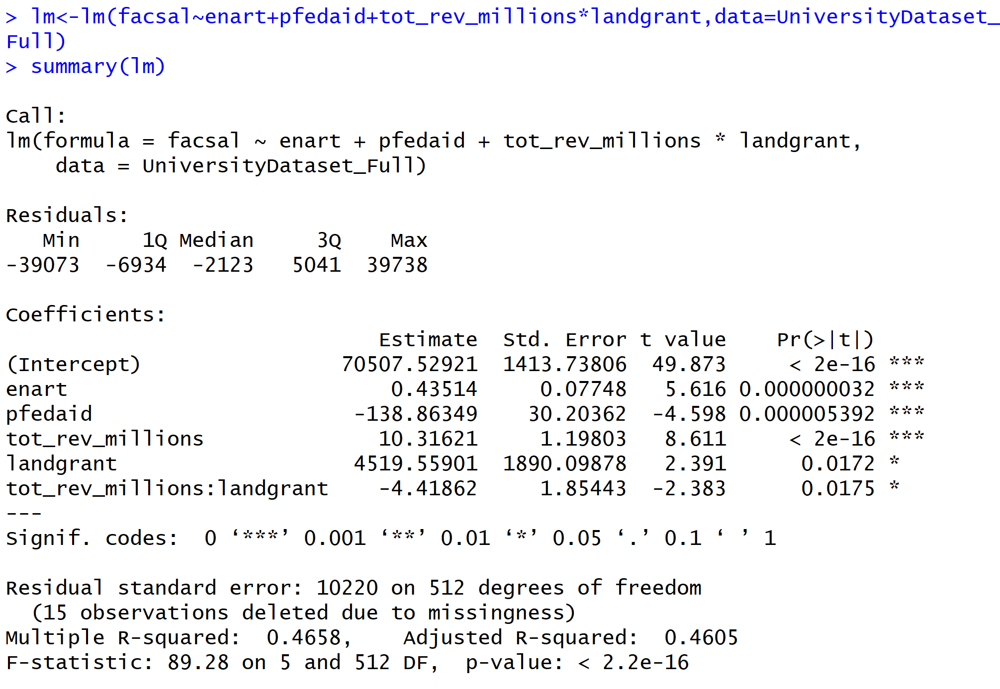 > lm<-lm(facsal~enart+pfedaid+tot_rev_millions*landgrant,data=UniversityDataset_
Full)
> summary(lm)
Call:
lm(formula = facsal ~ enart + pfedaid + tot_rev_millions * landgrant,
    data = UniversityDataset_Full)
Residuals:
   Min     1Q Median     3Q    Max
-39073  -6934  -2123   5041  39738
Coefficients:
                              Estimate  Std. Error t value    Pr(>|t|)
(Intercept)                70507.52921  1413.73806  49.873     < 2e-16 ***
enart                          0.43514     0.07748   5.616 0.000000032 ***
pfedaid                     -138.86349    30.20362  -4.598 0.000005392 ***
tot_rev_millions              10.31621     1.19803   8.611     < 2e-16 ***
landgrant                   4519.55901  1890.09878   2.391      0.0172 *
tot_rev_millions:landgrant    -4.41862     1.85443  -2.383      0.0175 *
---
Signif. codes:  0 ‘***’ 0.001 ‘**’ 0.01 ‘*’ 0.05 ‘.’ 0.1 ‘ ’ 1
Residual standard error: 10220 on 512 degrees of freedom
  (15 observations deleted due to missingness)
Multiple R-squared:  0.4658,    Adjusted R-squared:  0.4605
F-statistic: 89.28 on 5 and 512 DF,  p-value: < 2.2e-16